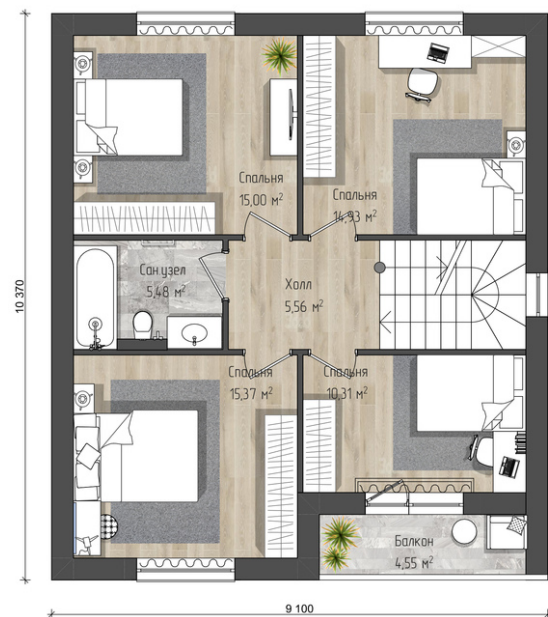 Спальня
15,00 м²
Спальня
14,93 м²
Сан.узел
5,48 м²
Холл
5,56 м²
10 370
Спальня
15,37 м²
Спальня
10,31 м²
Балкон
4,55 м²
9 100